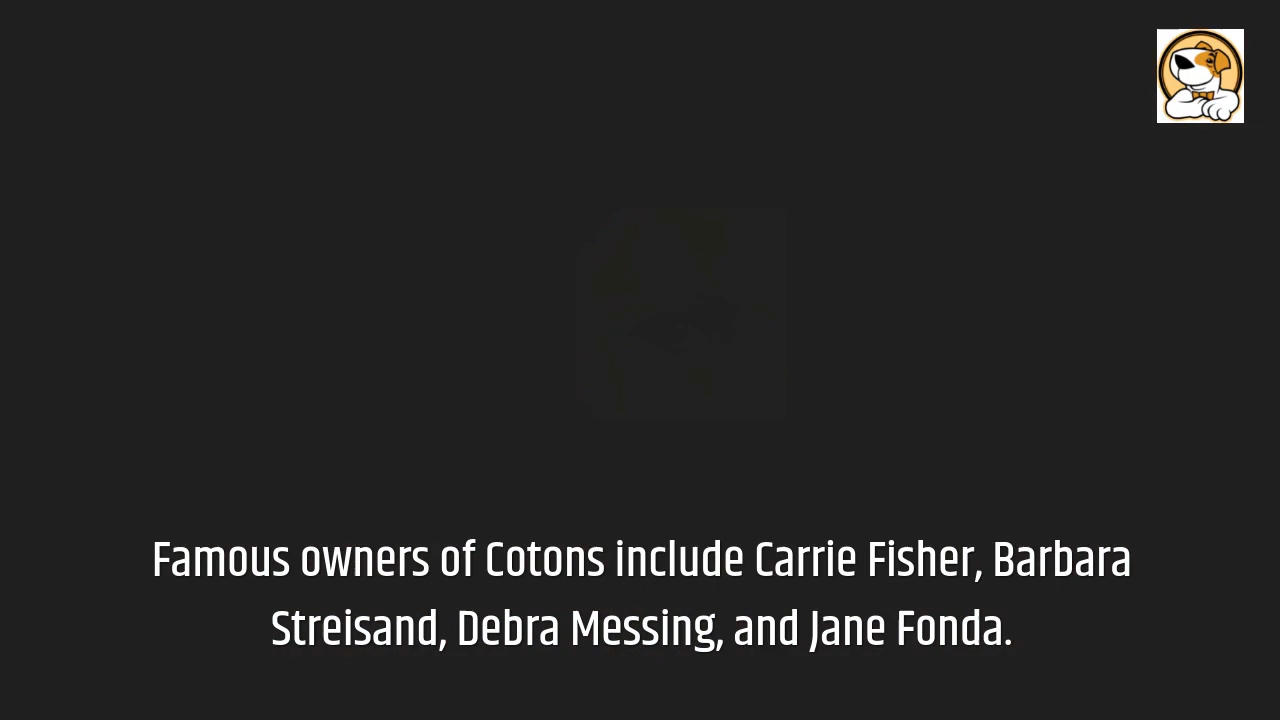 Famous owners of Cotons include Carrie Fisher, Barbara
Streisand, Debra Messing, and Jane Fonda.